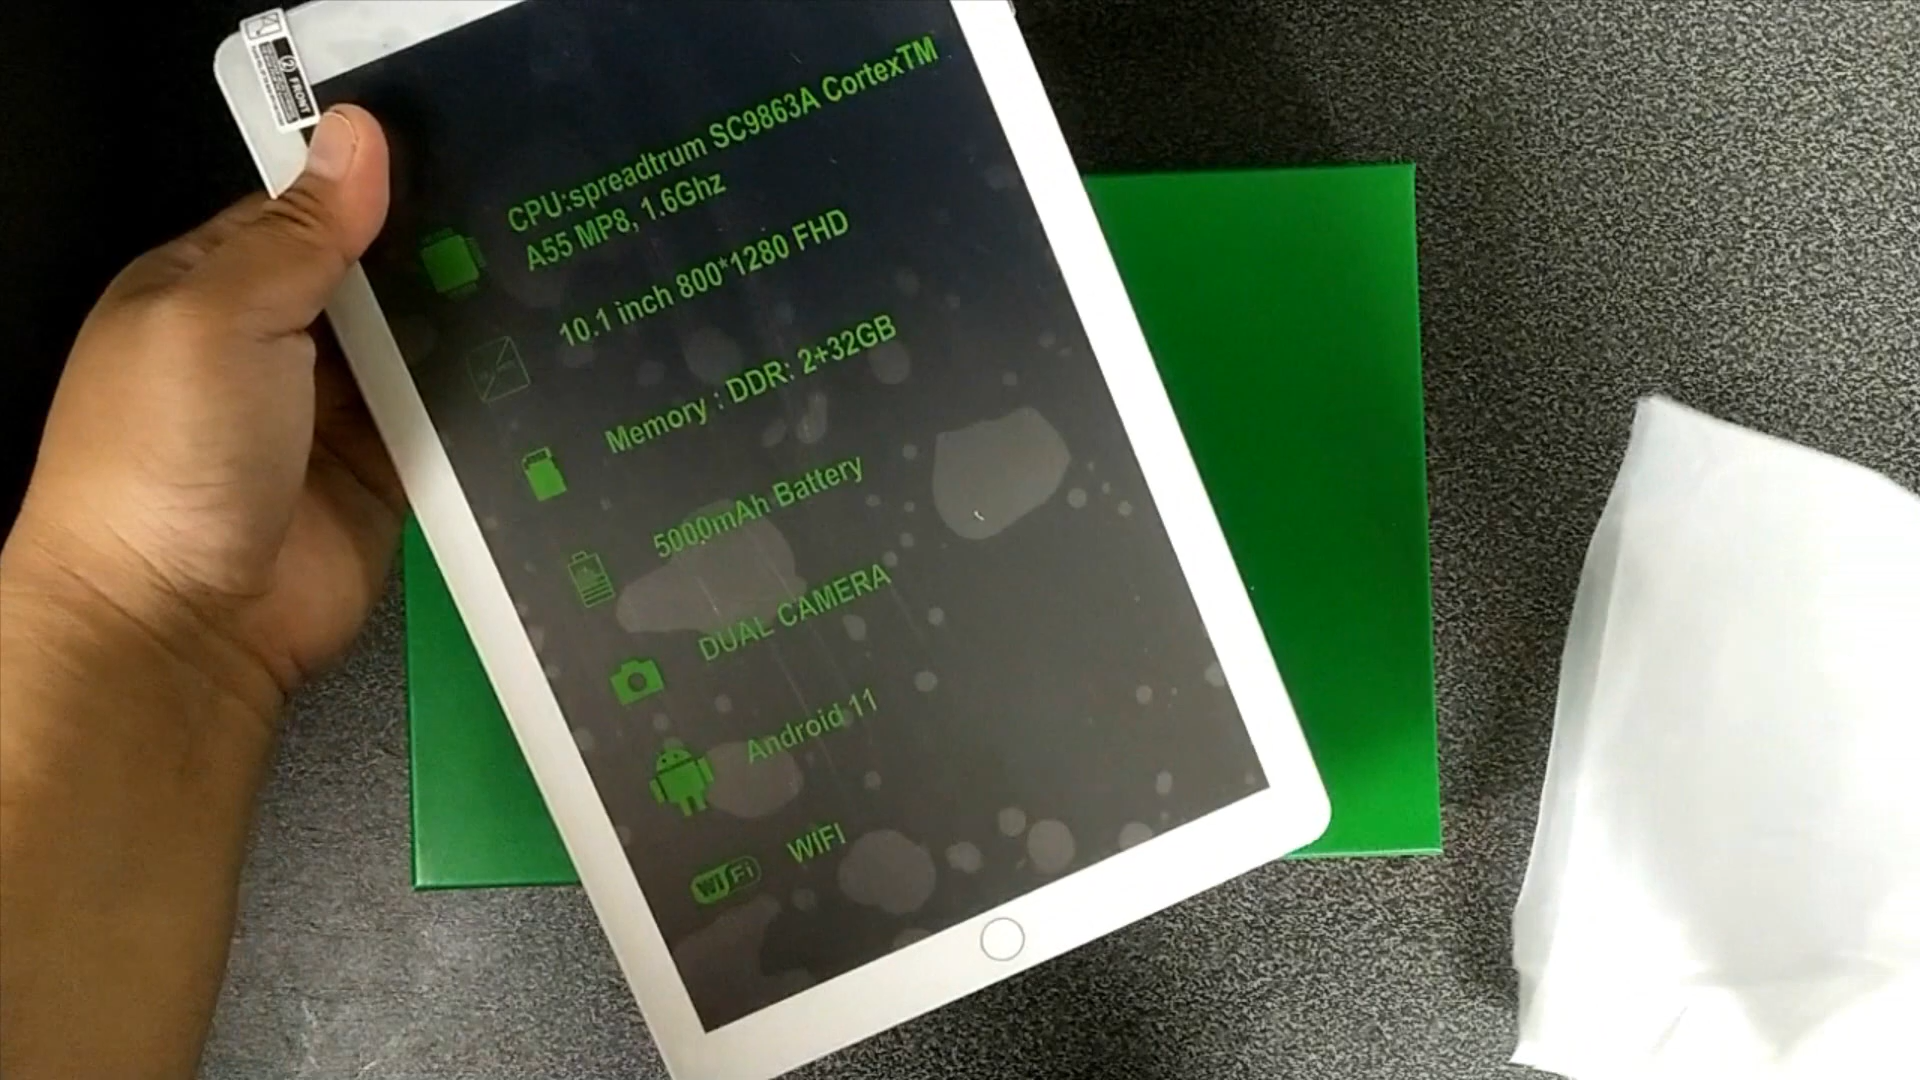 FRONT
CPU:spreadtrum SC9863A CortexTM
A55 MP8, 1.6Ghz
10.1 inch 800*1280 FHD
Memory : DDR: 2+32GB
5000mAh Battery
DUAL CAMERA
Android 11
WiFi WIFI